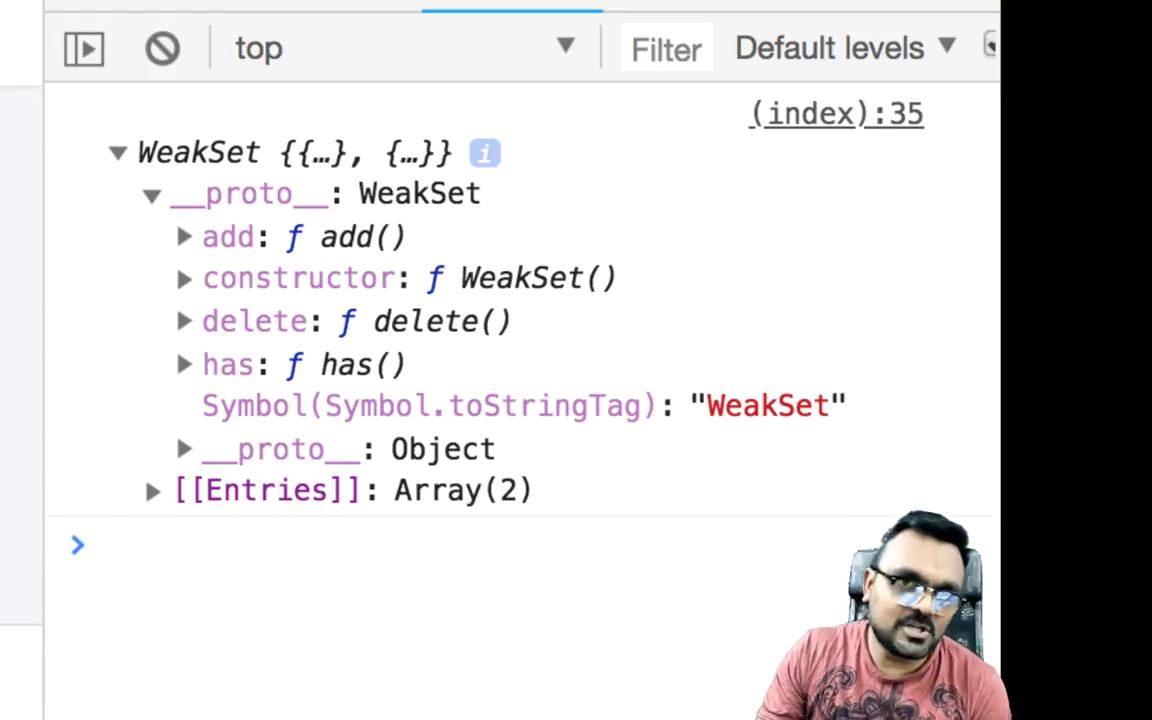 top Filter Default levels
(index):35
WeakSet {{…}, {…}} i
__proto__: WeakSet
add: ƒ add()
constructor: ƒ WeakSet()
delete: ƒ delete()
has: ƒ has()
Symbol(Symbol.toStringTag): "WeakSet"
__proto__: Object
[[Entries]]: Array(2)